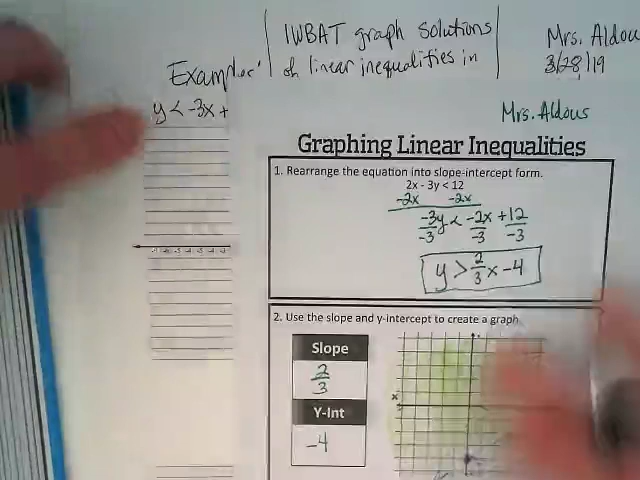 IWBAT graph solutions
of linear inequalities in
Mrs. Aldou
3/28/19
Example:
y < -3x +
Mrs. Aldous
Graphing Linear Inequalities
1. Rearrange the equation into slope-intercept form.
2x - 3y < 12
-2x -2x
-3y < -2x + 12
-3 -3 -3
y > 2/3 x - 4
2. Use the slope and y-intercept to create a graph
Slope
2/3
Y-Int
-4
x